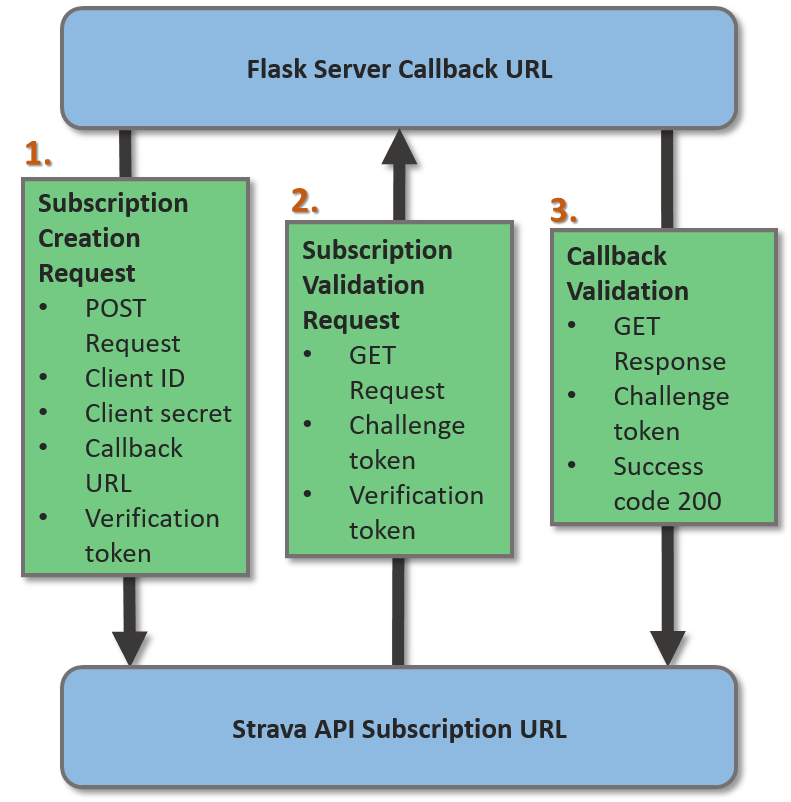 Flask Server Callback URL
1.
Subscription
Creation
Request
• POST
Request
• Client ID
• Client secret
• Callback
URL
• Verification
token
2.
Subscription
Validation
Request
• GET
Request
• Challenge
token
• Verification
token
3.
Callback
Validation
• GET
Response
• Challenge
token
• Success
code 200
Strava API Subscription URL